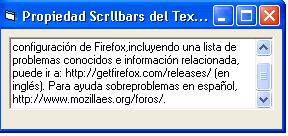 Propiedad Scrllbars del Tex...
configuración de Firefox,incluyendo una lista de
problemas conocidos e información relacionada,
puede ir a: http://getfirefox.com/releases/ (en
inglés). Para ayuda sobreproblemas en español,
http://www.mozillaes.org/foros/.